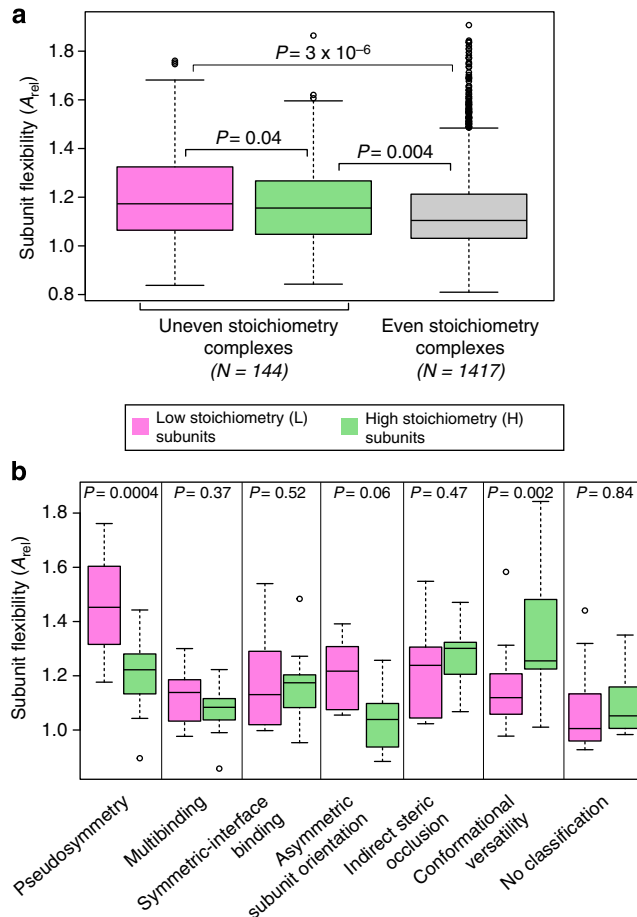 a
Subunit flexibility (A_rel)
1.8
1.6
1.4
1.2
1.0
0.8
P = 3 x 10⁻⁶
P = 0.04
P = 0.004
Uneven stoichiometry
complexes
(N = 144)
Even stoichiometry
complexes
(N = 1417)
Low stoichiometry (L)
subunits
High stoichiometry (H)
subunits
b
P = 0.0004
P = 0.37
P = 0.52
P = 0.06
P = 0.47
P = 0.002
P = 0.84
Subunit flexibility (A_rel)
1.8
1.6
1.4
1.2
1.0
Pseudosymmetry
Multibinding
Symmetric-interface
binding
Asymmetric
subunit orientation
Indirect steric
occlusion
Conformational
versatility
No classification